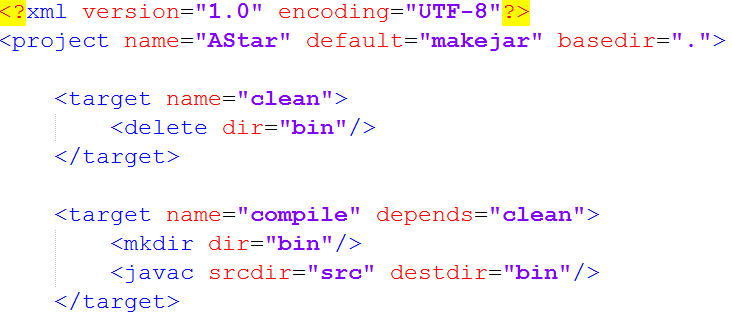 <?xml version="1.0" encoding="UTF-8"?>
<project name="AStar" default="makejar" basedir=".">
<target name="clean">
<delete dir="bin"/>
</target>
<target name="compile" depends="clean">
<mkdir dir="bin"/>
<javac srcdir="src" destdir="bin"/>
</target>